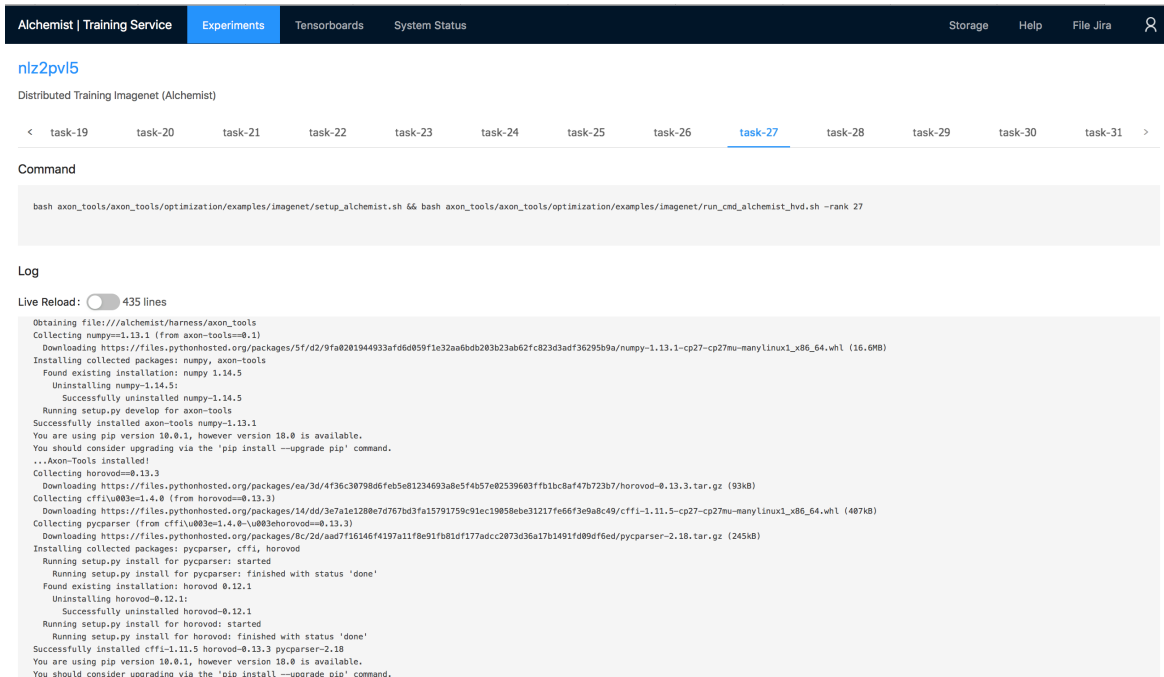 Alchemist | Training Service Experiments Tensorboards System Status Storage Help File Jira
nlz2pvl5
Distributed Training Imagenet (Alchemist)
< task-19 task-20 task-21 task-22 task-23 task-24 task-25 task-26 task-27 task-28 task-29 task-30 task-31 >
Command
bash axon_tools/axon_tools/optimization/examples/imagenet/setup_alchemist.sh && bash axon_tools/axon_tools/optimization/examples/imagenet/run_cmd_alchemist_hvd.sh -rank 27
Log
Live Reload: 435 lines
Obtaining file:///alchemist/harness/axon_tools
Collecting numpy==1.13.1 (from axon-tools==0.1)
Downloading https://files.pythonhosted.org/packages/5f/d2/9fa0201944933afd6d059f1e32aa6bdb203b23ab62fc823d3adf36295b9a/numpy-1.13.1-cp27-cp27mu-manylinux1_x86_64.whl (16.6MB)
Installing collected packages: numpy, axon-tools
Found existing installation: numpy 1.14.5
Uninstalling numpy-1.14.5:
Successfully uninstalled numpy-1.14.5
Running setup.py develop for axon-tools
Successfully installed axon-tools numpy-1.13.1
You are using pip version 10.0.1, however version 18.0 is available.
You should consider upgrading via the 'pip install --upgrade pip' command.
...Axon-Tools installed!
Collecting horovod==0.13.3
Downloading https://files.pythonhosted.org/packages/ea/3d/4f36c30798d6feb5e81234693a8e5f4b57e02539603ffb1bc8af47b723b7/horovod-0.13.3.tar.gz (93kB)
Collecting cffi\u003e=1.4.0 (from horovod==0.13.3)
Downloading https://files.pythonhosted.org/packages/14/dd/3e7a1e1280e7d767bd3fa15791759c91ec19058ebe31217fe66f3e9a8c49/cffi-1.11.5-cp27-cp27mu-manylinux1_x86_64.whl (407kB)
Collecting pycparser (from cffi\u003e=1.4.0-\u003ehorovod==0.13.3)
Downloading https://files.pythonhosted.org/packages/8c/2d/aad7f16146f4197a11f8e91fb81df177adcc2073d36a17b1491fd09df6ed/pycparser-2.18.tar.gz (245kB)
Installing collected packages: pycparser, cffi, horovod
Running setup.py install for pycparser: started
Running setup.py install for pycparser: finished with status 'done'
Found existing installation: horovod 0.12.1
Uninstalling horovod-0.12.1:
Successfully uninstalled horovod-0.12.1
Running setup.py install for horovod: started
Running setup.py install for horovod: finished with status 'done'
Successfully installed cffi-1.11.5 horovod-0.13.3 pycparser-2.18
You are using pip version 10.0.1, however version 18.0 is available.
You should consider upgrading via the 'pip install --upgrade pip' command.